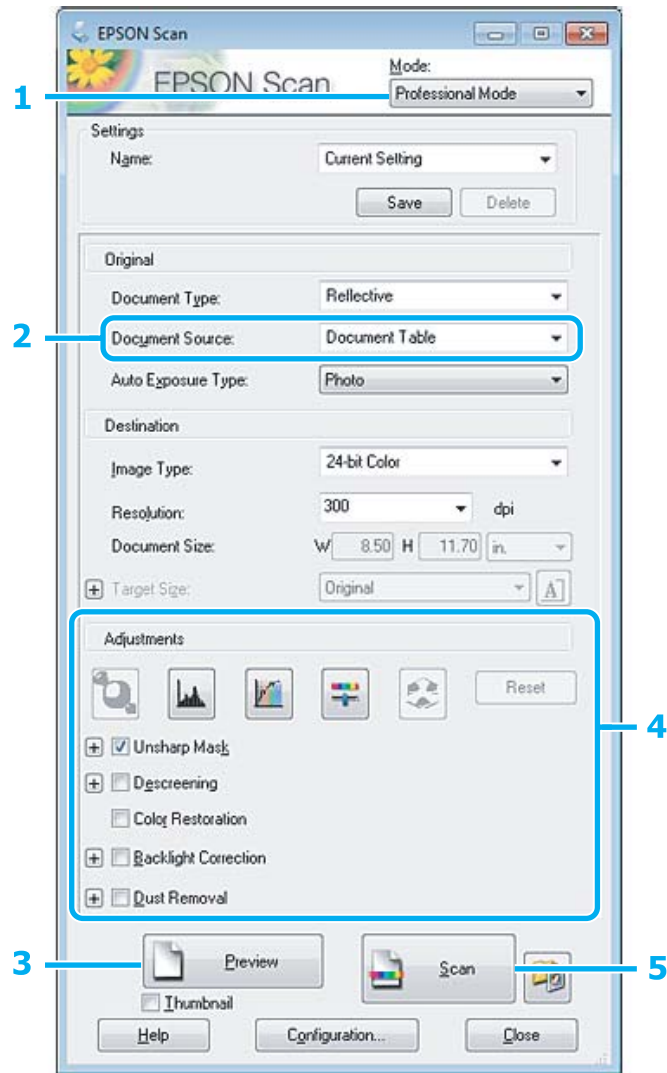 EPSON Scan
EPSON Scan
Mode:
1
Professional Mode
Settings
Name:
Current Setting
Save
Delete
Original
Document Type:
Reflective
2
Document Source:
Document Table
Auto Exposure Type:
Photo
Destination
Image Type:
24-bit Color
Resolution:
300
dpi
Document Size:
W 8.50 H 11.70 in.
Target Size:
Original
A
Adjustments
Reset
4
Unsharp Mask
Descreening
Color Restoration
Backlight Correction
Dust Removal
3
Preview
Scan
5
Thumbnail
Help
Configuration...
Close